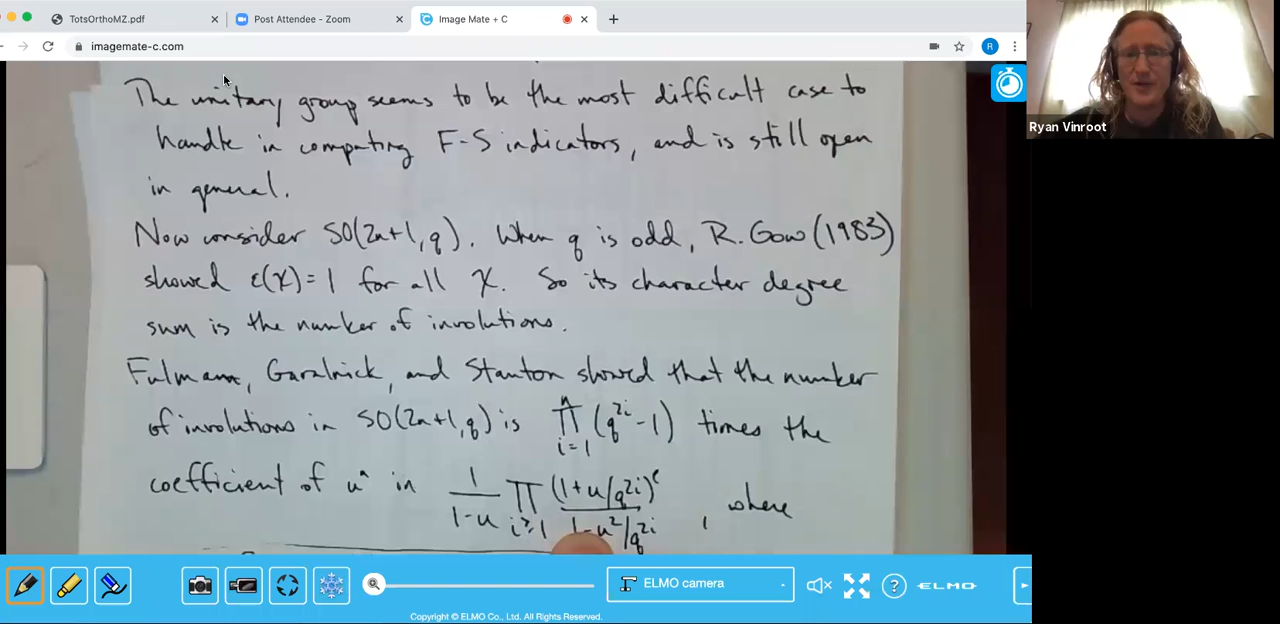 TotsOrthoMZ.pdf
Post Attendee - Zoom
Image Mate + C
imagemate-c.com
R
Ryan Vinroot
The unitary group seems to be the most difficult case to
handle in computing F-S indicators, and is still open
in general.
Now consider SO(2n+1,q). When q is odd, R. Gow (1983)
showed ε(χ)=1 for all χ. So its character degree
sum is the number of involutions.
Fulmann, Guralnick, and Stanton showed that the number
of involutions in SO(2n+1,q) is ∏_{i=1}^{n} (q^{2i}-1) times the
coefficient of u^n in 1/(1-u) ∏_{i≥1} (1+u/q^{2i})^e/(1-u^2/q^{2i}), where
ELMO camera
?
ELMO
Copyright © ELMO Co., Ltd. All Rights Reserved.